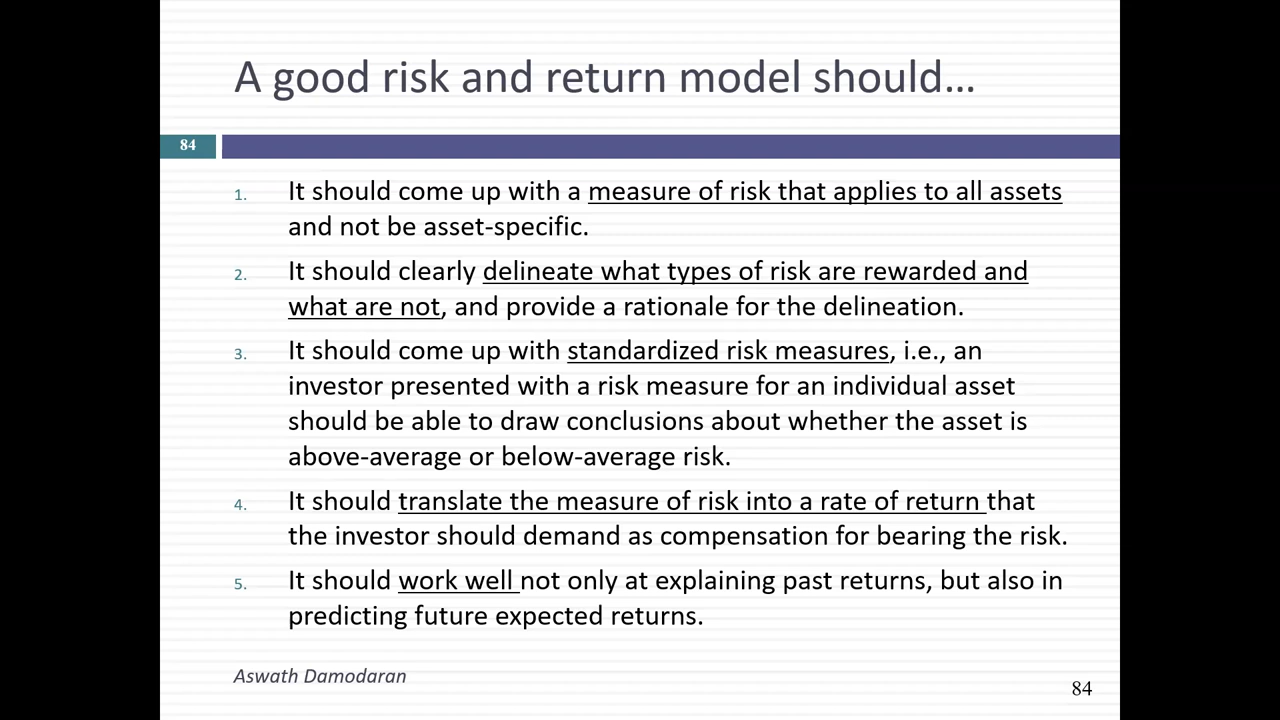 A good risk and return model should...
84
1. It should come up with a measure of risk that applies to all assets
and not be asset-specific.
2. It should clearly delineate what types of risk are rewarded and
what are not, and provide a rationale for the delineation.
3. It should come up with standardized risk measures, i.e., an
investor presented with a risk measure for an individual asset
should be able to draw conclusions about whether the asset is
above-average or below-average risk.
4. It should translate the measure of risk into a rate of return that
the investor should demand as compensation for bearing the risk.
5. It should work well not only at explaining past returns, but also in
predicting future expected returns.
Aswath Damodaran
84